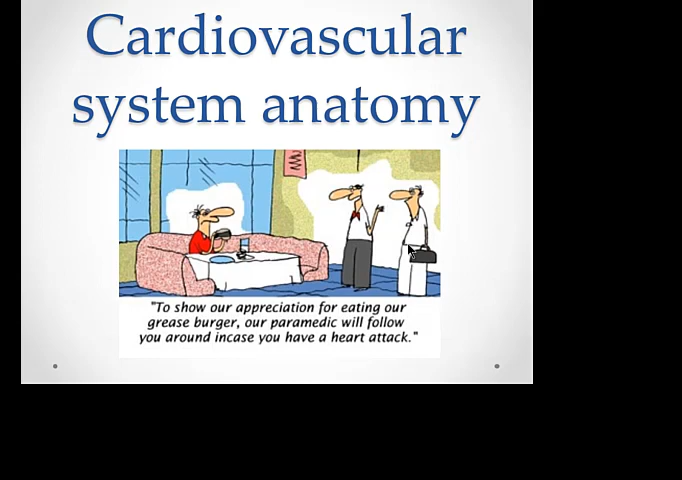 Cardiovascular
system anatomy
"To show our appreciation for eating our
grease burger, our paramedic will follow
you around incase you have a heart attack."